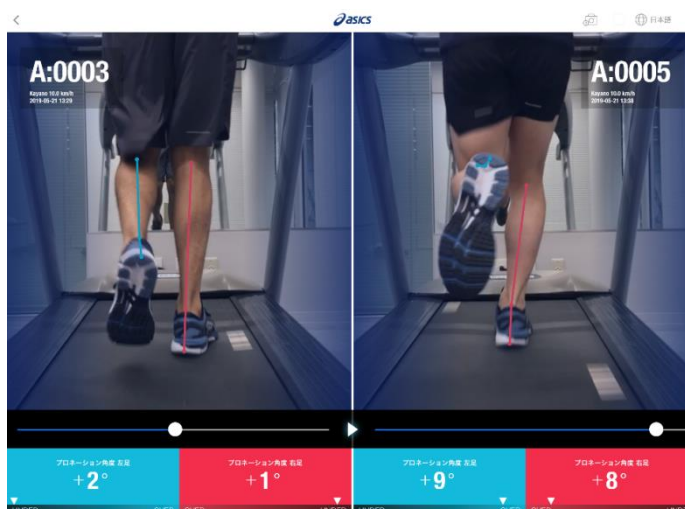 asics
日本語
A:0003
Kayano 10.0 km/h
2019-05-21 13:29
A:0005
Kayano 10.0 km/h
2019-05-21 13:38
プロネーション角度 左足
+2°
プロネーション角度 右足
+1°
プロネーション角度 左足
+9°
プロネーション角度 右足
+8°